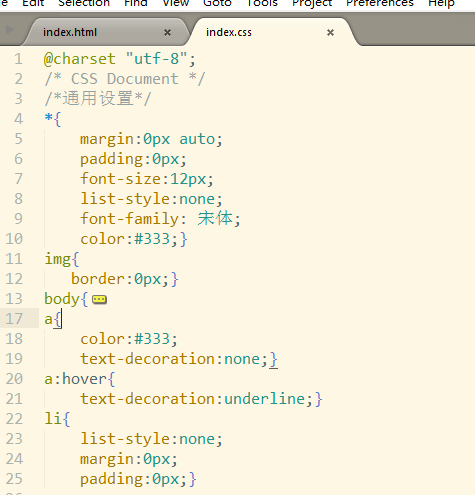 Edit Selection Find View Goto Tools Project Preferences Help
index.html × index.css ×
1 @charset "utf-8";
2 /* CSS Document */
3 /*通用设置*/
4 *{
5 margin:0px auto;
6 padding:0px;
7 font-size:12px;
8 list-style:none;
9 font-family: 宋体;
10 color:#333;}
11 img{
12 border:0px;}
13 body{
17 a{
18 color:#333;
19 text-decoration:none;}
20 a:hover{
21 text-decoration:underline;}
22 li{
23 list-style:none;
24 margin:0px;
25 padding:0px;}